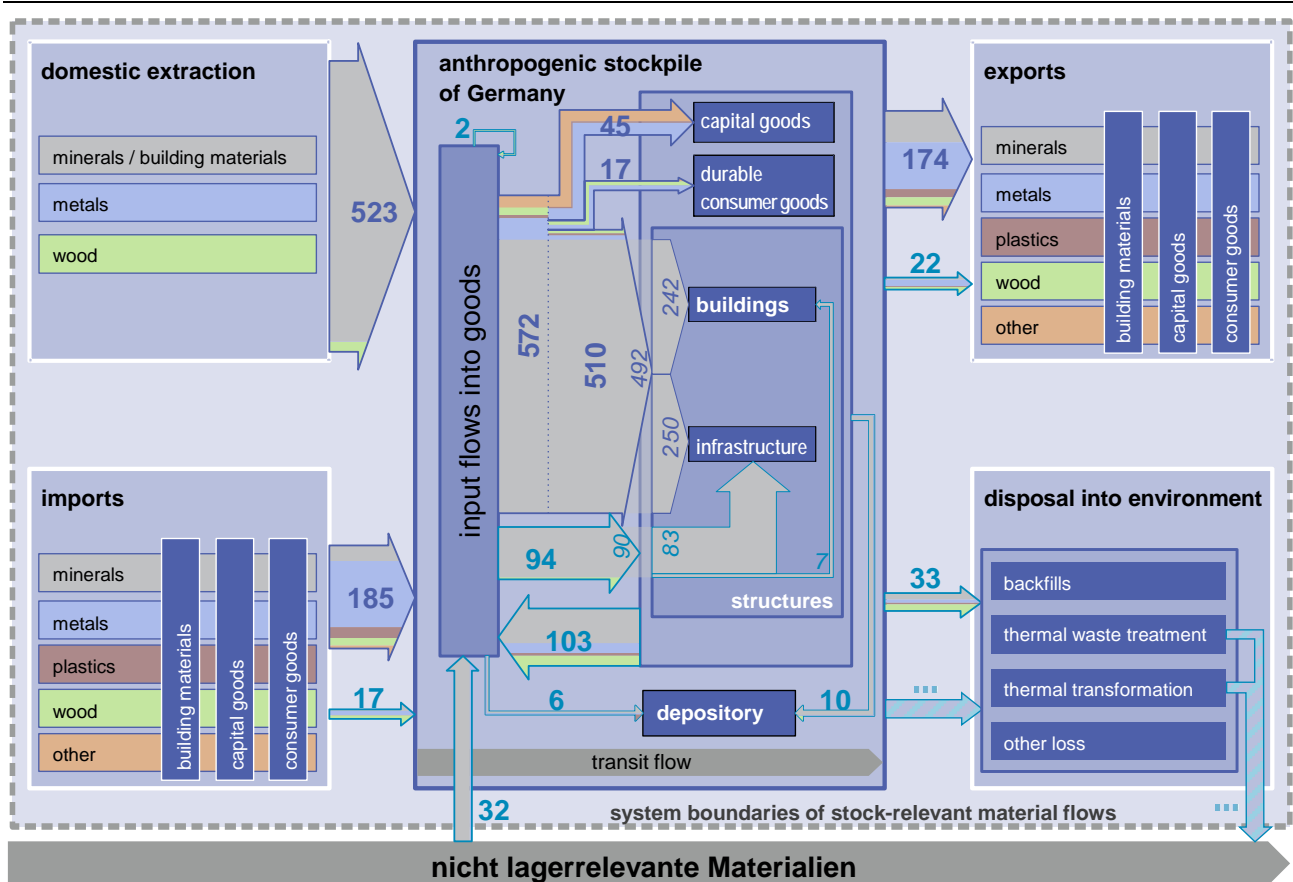 domestic extraction
minerals / building materials
metals
wood
523
imports
minerals
metals
plastics
wood
other
building materials
capital goods
consumer goods
185
17
anthropogenic stockpile
of Germany
2
input flows into goods
45
capital goods
17
durable
consumer goods
572
510
492
242
buildings
250
infrastructure
94
90
83
7
structures
103
6
depository
10
transit flow
32
174
22
exports
minerals
metals
plastics
wood
other
building materials
capital goods
consumer goods
33
...
disposal into environment
backfills
thermal waste treatment
thermal transformation
other loss
...
system boundaries of stock-relevant material flows
nicht lagerrelevante Materialien